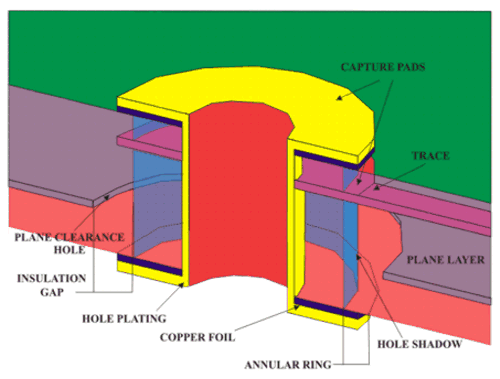 CAPTURE PADS
TRACE
PLANE CLEARANCE
HOLE
PLANE LAYER
INSULATION
GAP
HOLE PLATING
COPPER FOIL
HOLE SHADOW
ANNULAR RING